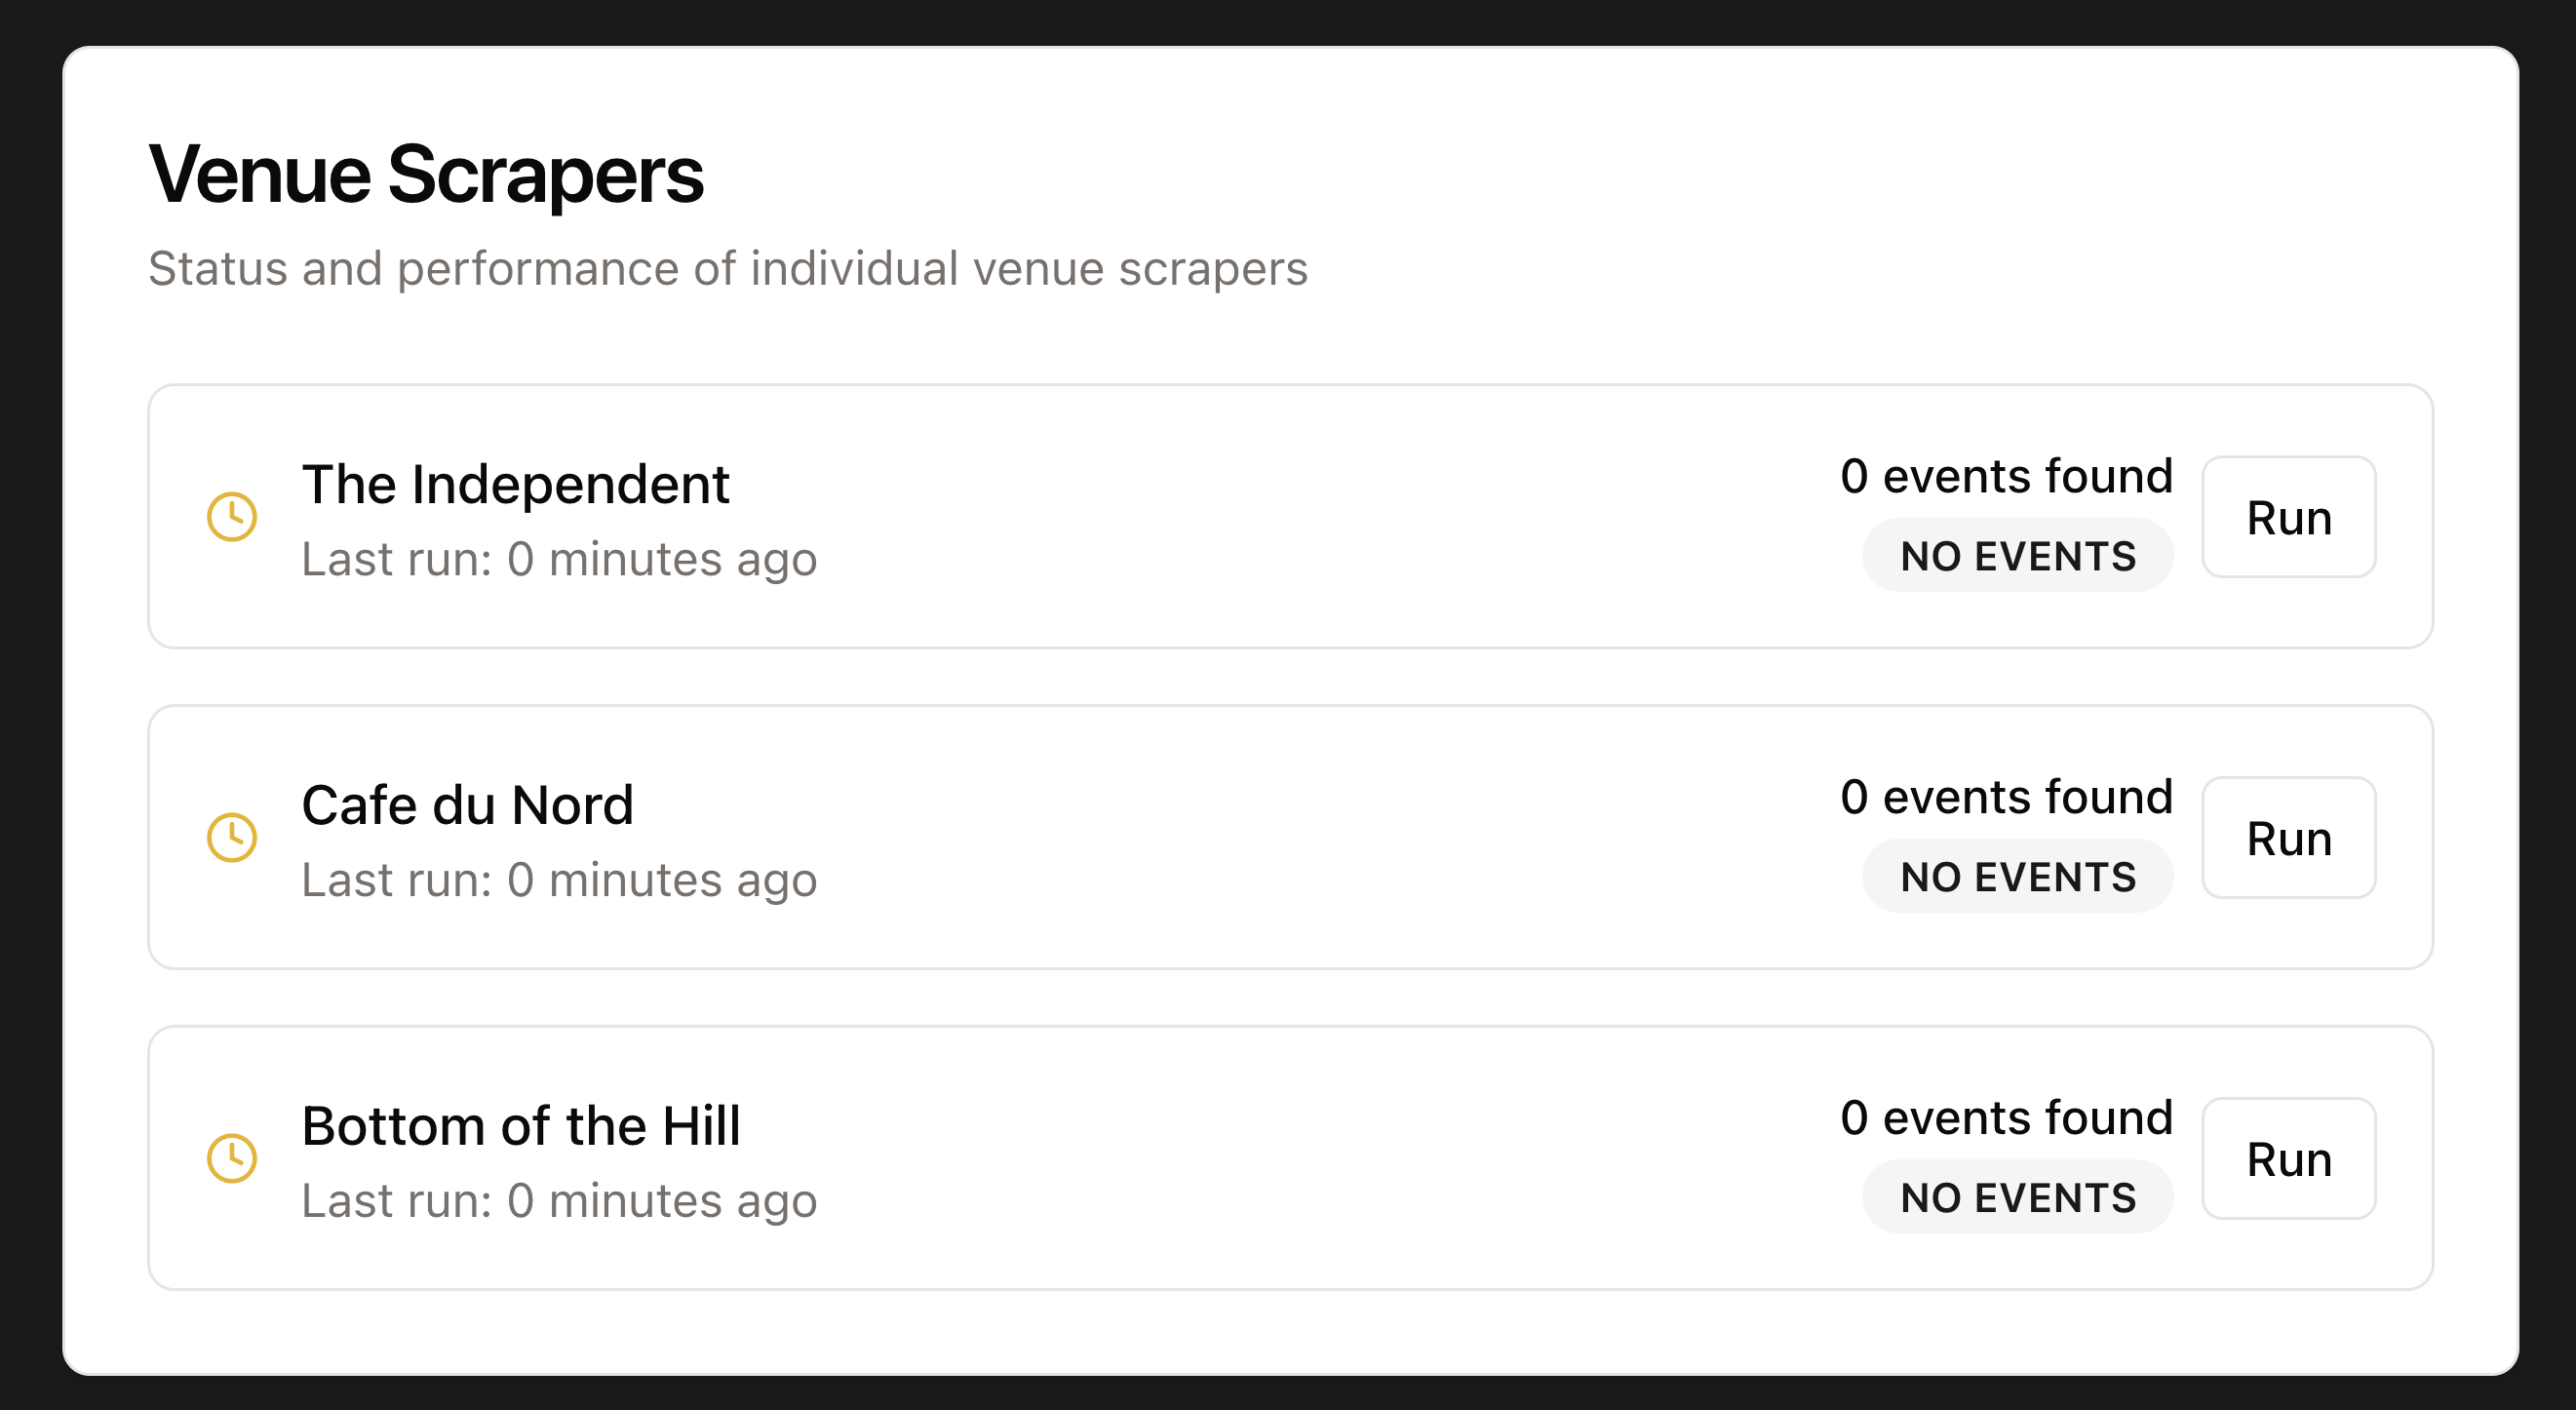 Venue Scrapers
Status and performance of individual venue scrapers
The Independent
Last run: 0 minutes ago
0 events found
NO EVENTS
Run
Cafe du Nord
Last run: 0 minutes ago
0 events found
NO EVENTS
Run
Bottom of the Hill
Last run: 0 minutes ago
0 events found
NO EVENTS
Run